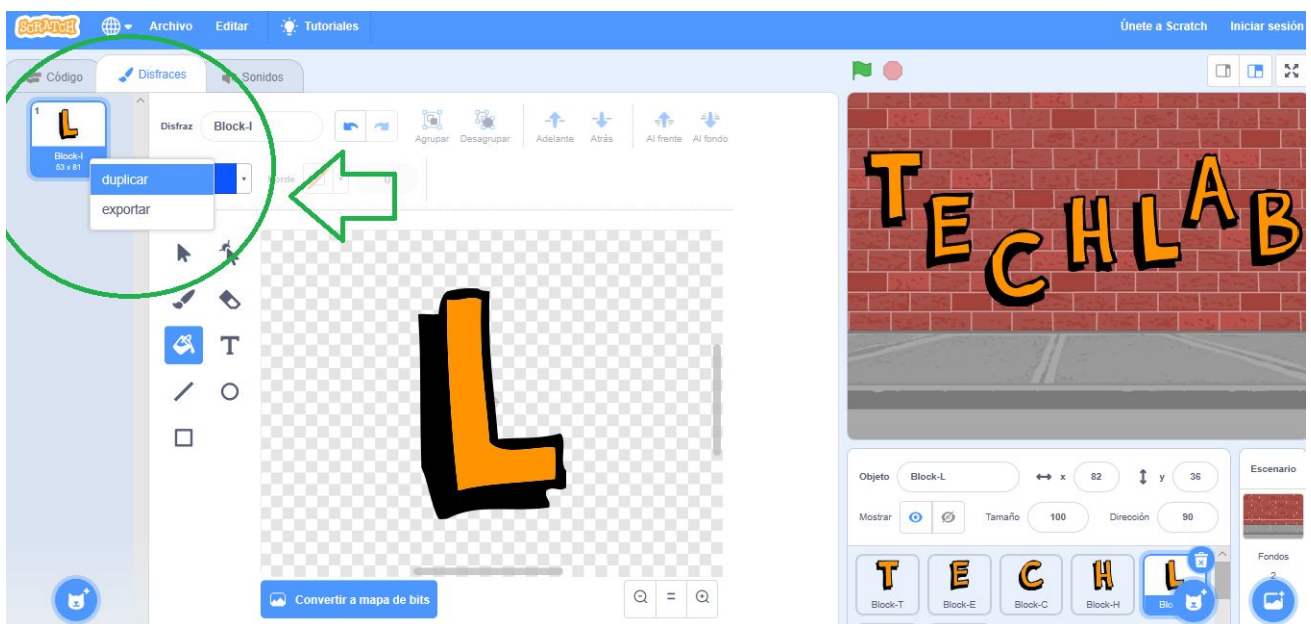 SCRATCH Archivo Editar Tutoriales Únete a Scratch Iniciar sesión
Código Disfraces Sonidos
1
L
Block-l
53 x 81
duplicar
exportar
Disfraz Block-l
Agrupar Desagrupar Adelante Atrás Al frente Al fondo
Borde 0
T
L
Convertir a mapa de bits
=
TECHLAB
Objeto Block-L x 82 y 36
Mostrar Tamaño 100 Dirección 90
T E C H L
Block-T Block-E Block-C Block-H
Escenario
Fondos
2